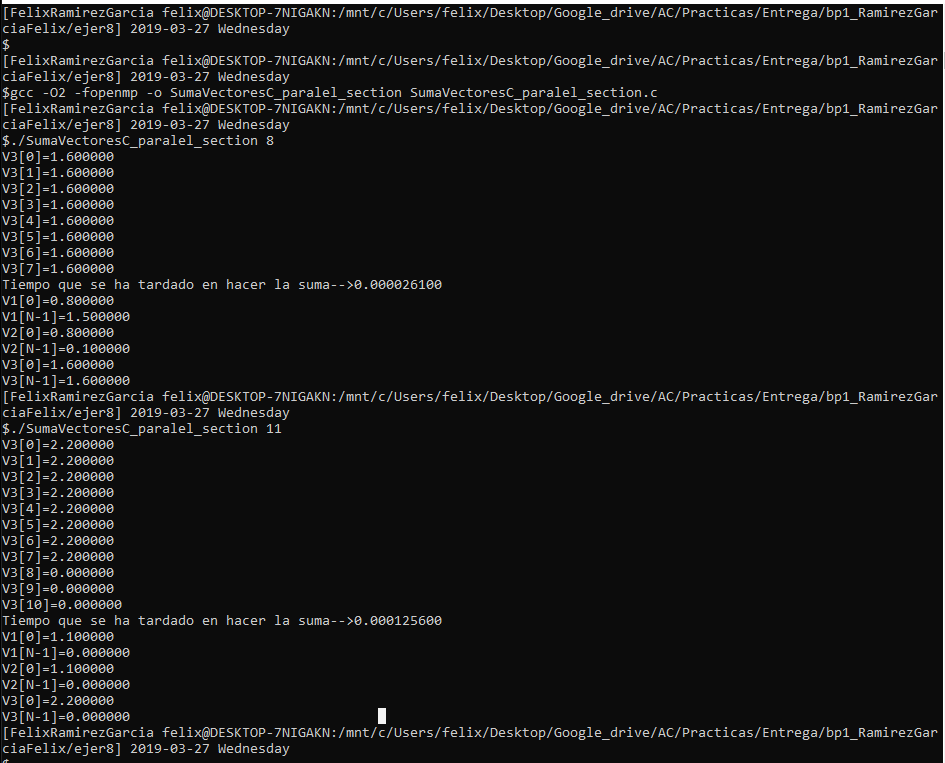 [FelixRamirezGarcia felix@DESKTOP-7NIGAKN:/mnt/c/Users/felix/Desktop/Google_drive/AC/Practicas/Entrega/bp1_RamirezGar
ciaFelix/ejer8] 2019-03-27 Wednesday
$
[FelixRamirezGarcia felix@DESKTOP-7NIGAKN:/mnt/c/Users/felix/Desktop/Google_drive/AC/Practicas/Entrega/bp1_RamirezGar
ciaFelix/ejer8] 2019-03-27 Wednesday
$gcc -O2 -fopenmp -o SumaVectoresC_paralel_section SumaVectoresC_paralel_section.c
[FelixRamirezGarcia felix@DESKTOP-7NIGAKN:/mnt/c/Users/felix/Desktop/Google_drive/AC/Practicas/Entrega/bp1_RamirezGar
ciaFelix/ejer8] 2019-03-27 Wednesday
$./SumaVectoresC_paralel_section 8
V3[0]=1.600000
V3[1]=1.600000
V3[2]=1.600000
V3[3]=1.600000
V3[4]=1.600000
V3[5]=1.600000
V3[6]=1.600000
V3[7]=1.600000
Tiempo que se ha tardado en hacer la suma-->0.000026100
V1[0]=0.800000
V1[N-1]=1.500000
V2[0]=0.800000
V2[N-1]=0.100000
V3[0]=1.600000
V3[N-1]=1.600000
[FelixRamirezGarcia felix@DESKTOP-7NIGAKN:/mnt/c/Users/felix/Desktop/Google_drive/AC/Practicas/Entrega/bp1_RamirezGar
ciaFelix/ejer8] 2019-03-27 Wednesday
$./SumaVectoresC_paralel_section 11
V3[0]=2.200000
V3[1]=2.200000
V3[2]=2.200000
V3[3]=2.200000
V3[4]=2.200000
V3[5]=2.200000
V3[6]=2.200000
V3[7]=2.200000
V3[8]=0.000000
V3[9]=0.000000
V3[10]=0.000000
Tiempo que se ha tardado en hacer la suma-->0.000125600
V1[0]=1.100000
V1[N-1]=0.000000
V2[0]=1.100000
V2[N-1]=0.000000
V3[0]=2.200000
V3[N-1]=0.000000
[FelixRamirezGarcia felix@DESKTOP-7NIGAKN:/mnt/c/Users/felix/Desktop/Google_drive/AC/Practicas/Entrega/bp1_RamirezGar
ciaFelix/ejer8] 2019-03-27 Wednesday
$